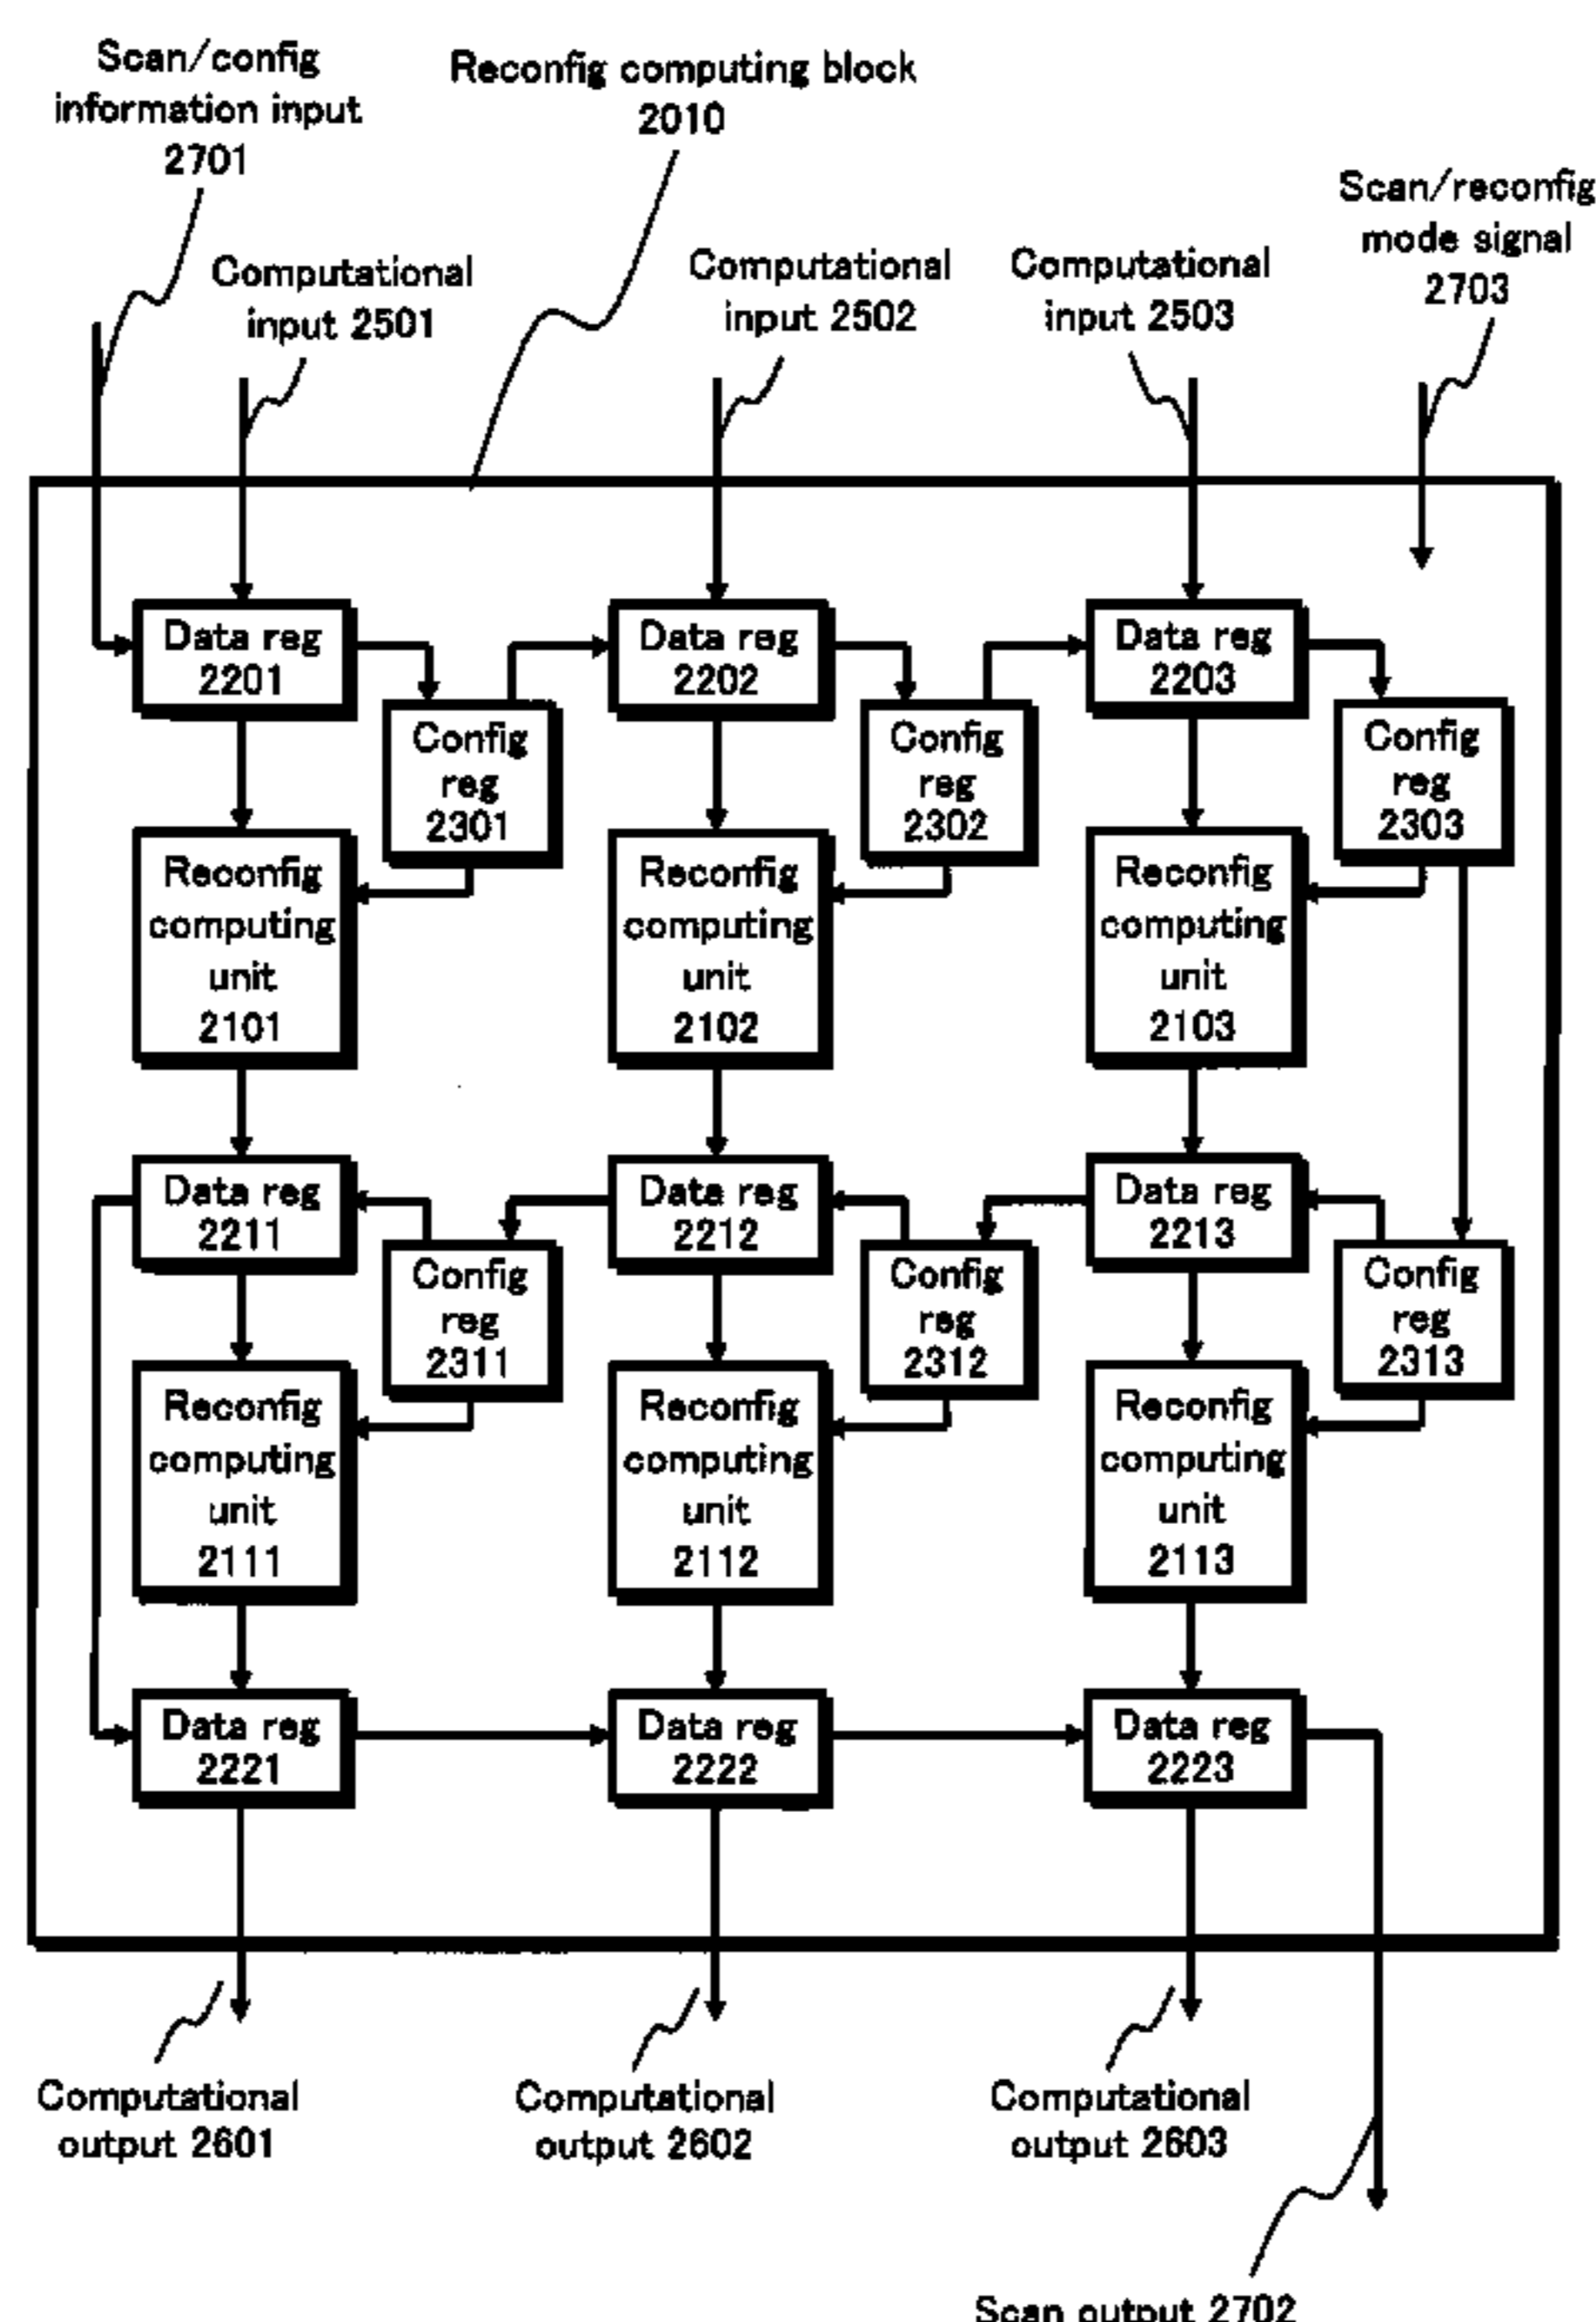 Scan/config
information input
2701
Reconfig computing block
2010
Scan/reconfig
mode signal
2703
Computational
input 2501
Computational
input 2502
Computational
input 2503
Data reg
2201
Data reg
2202
Data reg
2203
Config
reg
2301
Config
reg
2302
Config
reg
2303
Reconfig
computing
unit
2101
Reconfig
computing
unit
2102
Reconfig
computing
unit
2103
Data reg
2211
Data reg
2212
Data reg
2213
Config
reg
2311
Config
reg
2312
Config
reg
2313
Reconfig
computing
unit
2111
Reconfig
computing
unit
2112
Reconfig
computing
unit
2113
Data reg
2221
Data reg
2222
Data reg
2223
Computational
output 2601
Computational
output 2602
Computational
output 2603
Scan output 2702